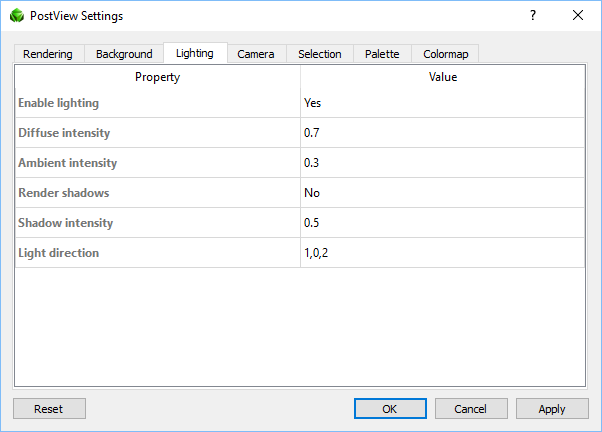 PostView Settings
?
Rendering Background Lighting Camera Selection Palette Colormap
Property Value
Enable lighting Yes
Diffuse intensity 0.7
Ambient intensity 0.3
Render shadows No
Shadow intensity 0.5
Light direction 1,0,2
Reset OK Cancel Apply